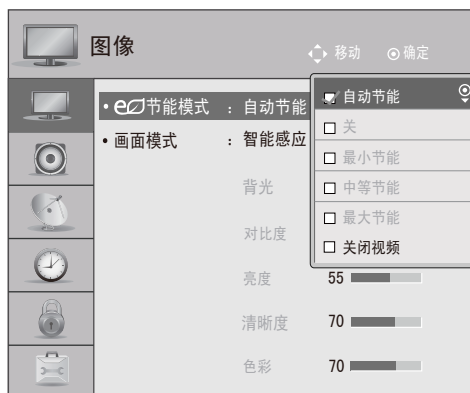 图像
移动 确定
• eco节能模式 : 自动节能
• 画面模式 : 智能感应
自动节能
关
最小节能
中等节能
最大节能
关闭视频
背光
对比度
亮度 55
清晰度 70
色彩 70